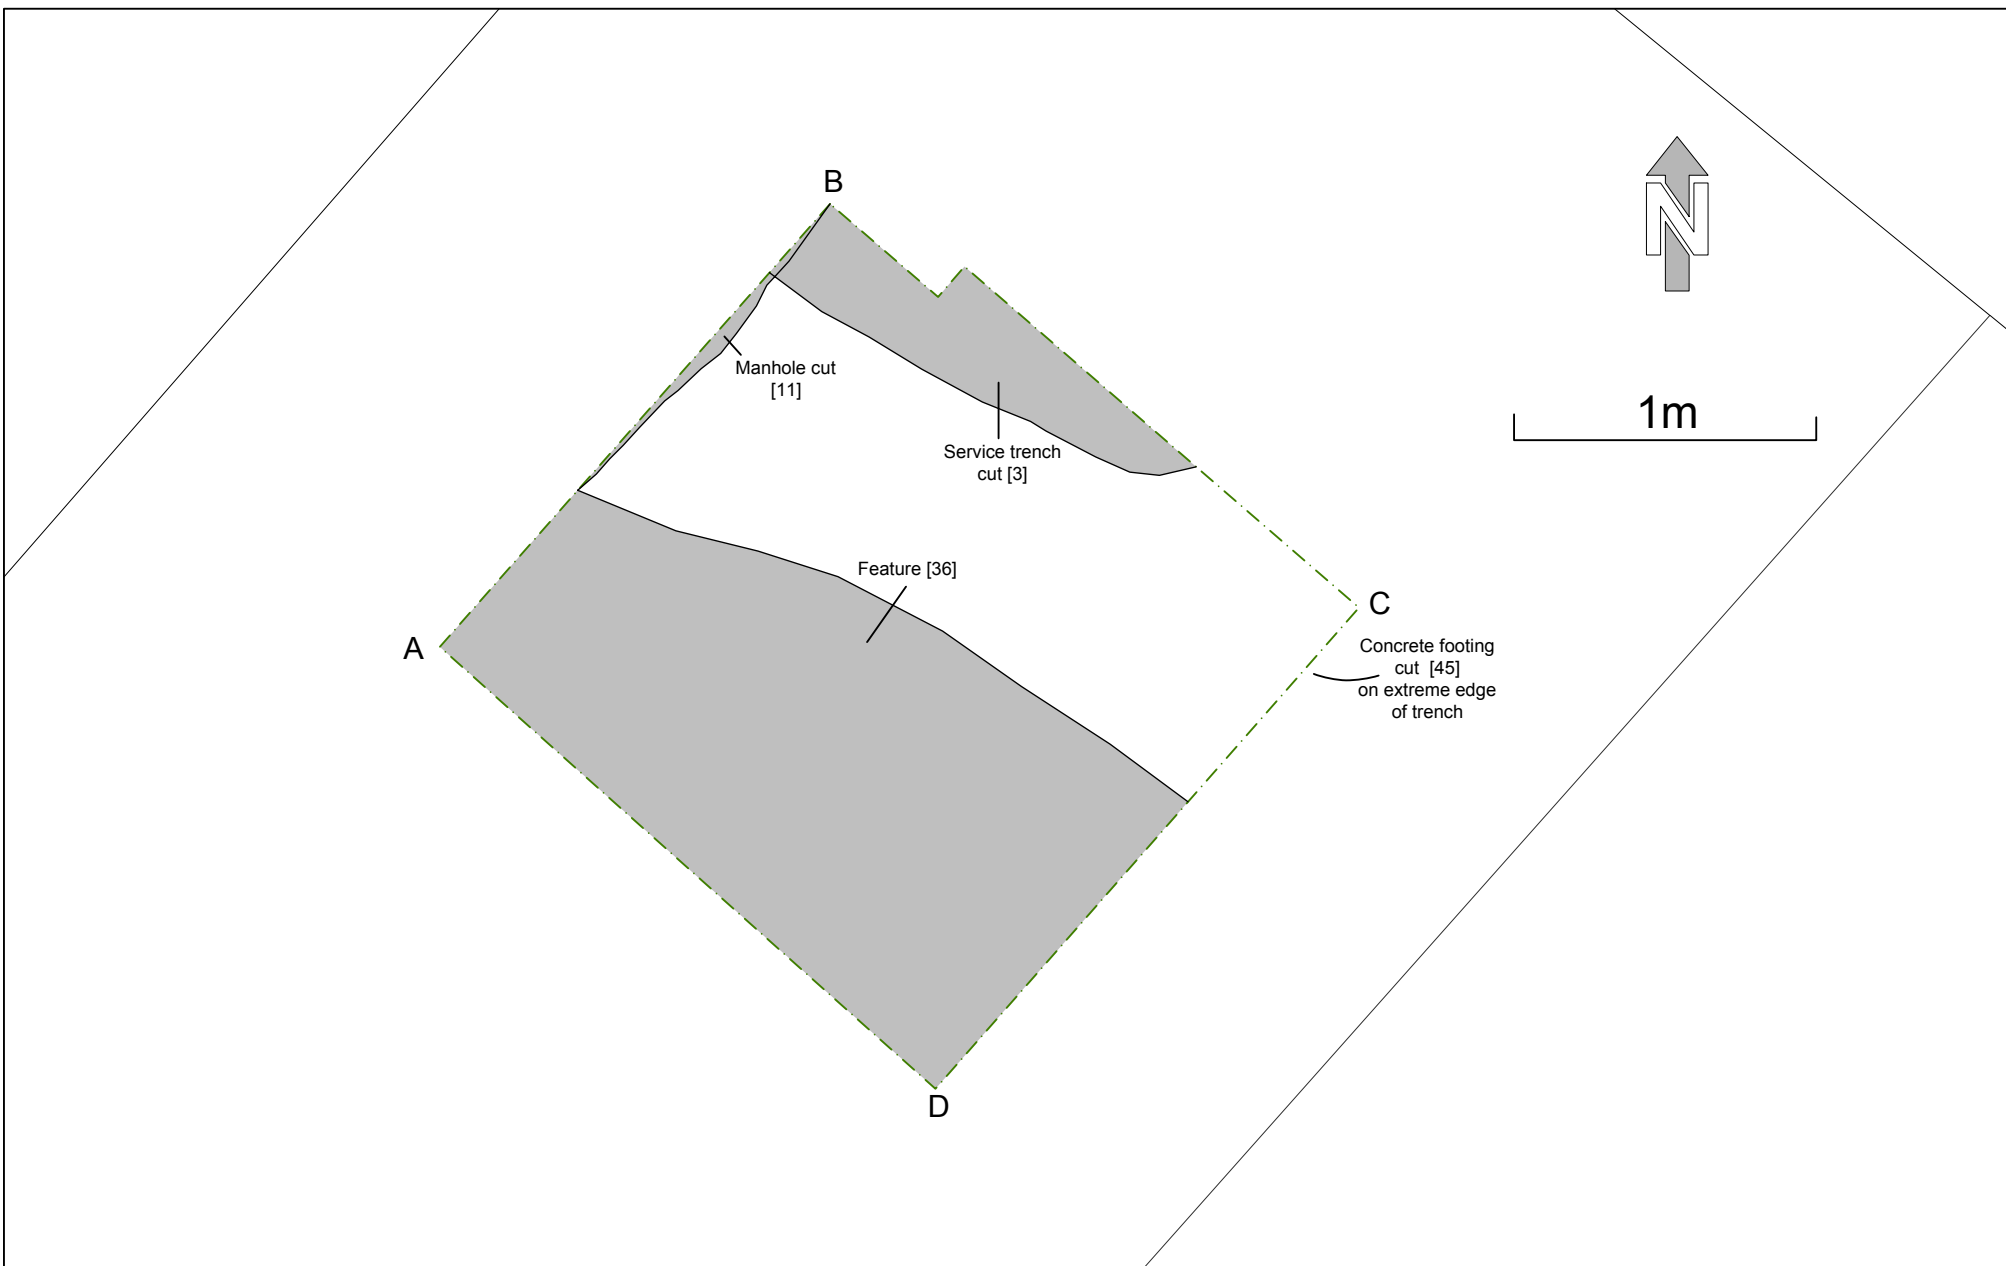 B
N
Manhole cut
[11]
1m
Service trench
cut [3]
Feature [36]
C
A
Concrete footing
cut [45]
on extreme edge
of trench
D